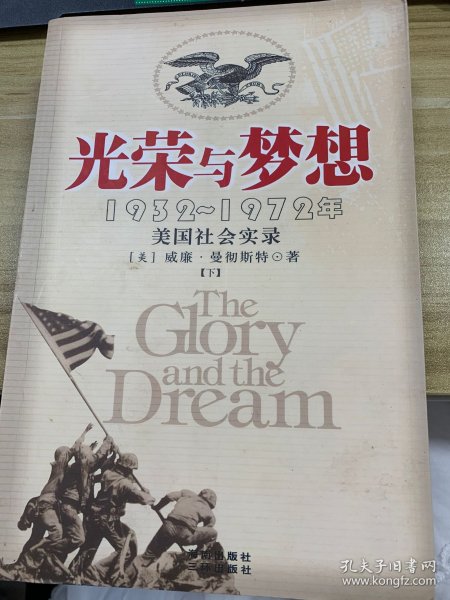 光荣与梦想
1932~1972年
美国社会实录
[美] 威廉·曼彻斯特⊙著
【下】
The
Glory
and the
Dream
海南出版社
三环出版社
孔夫子旧书网
www.kongfz.com